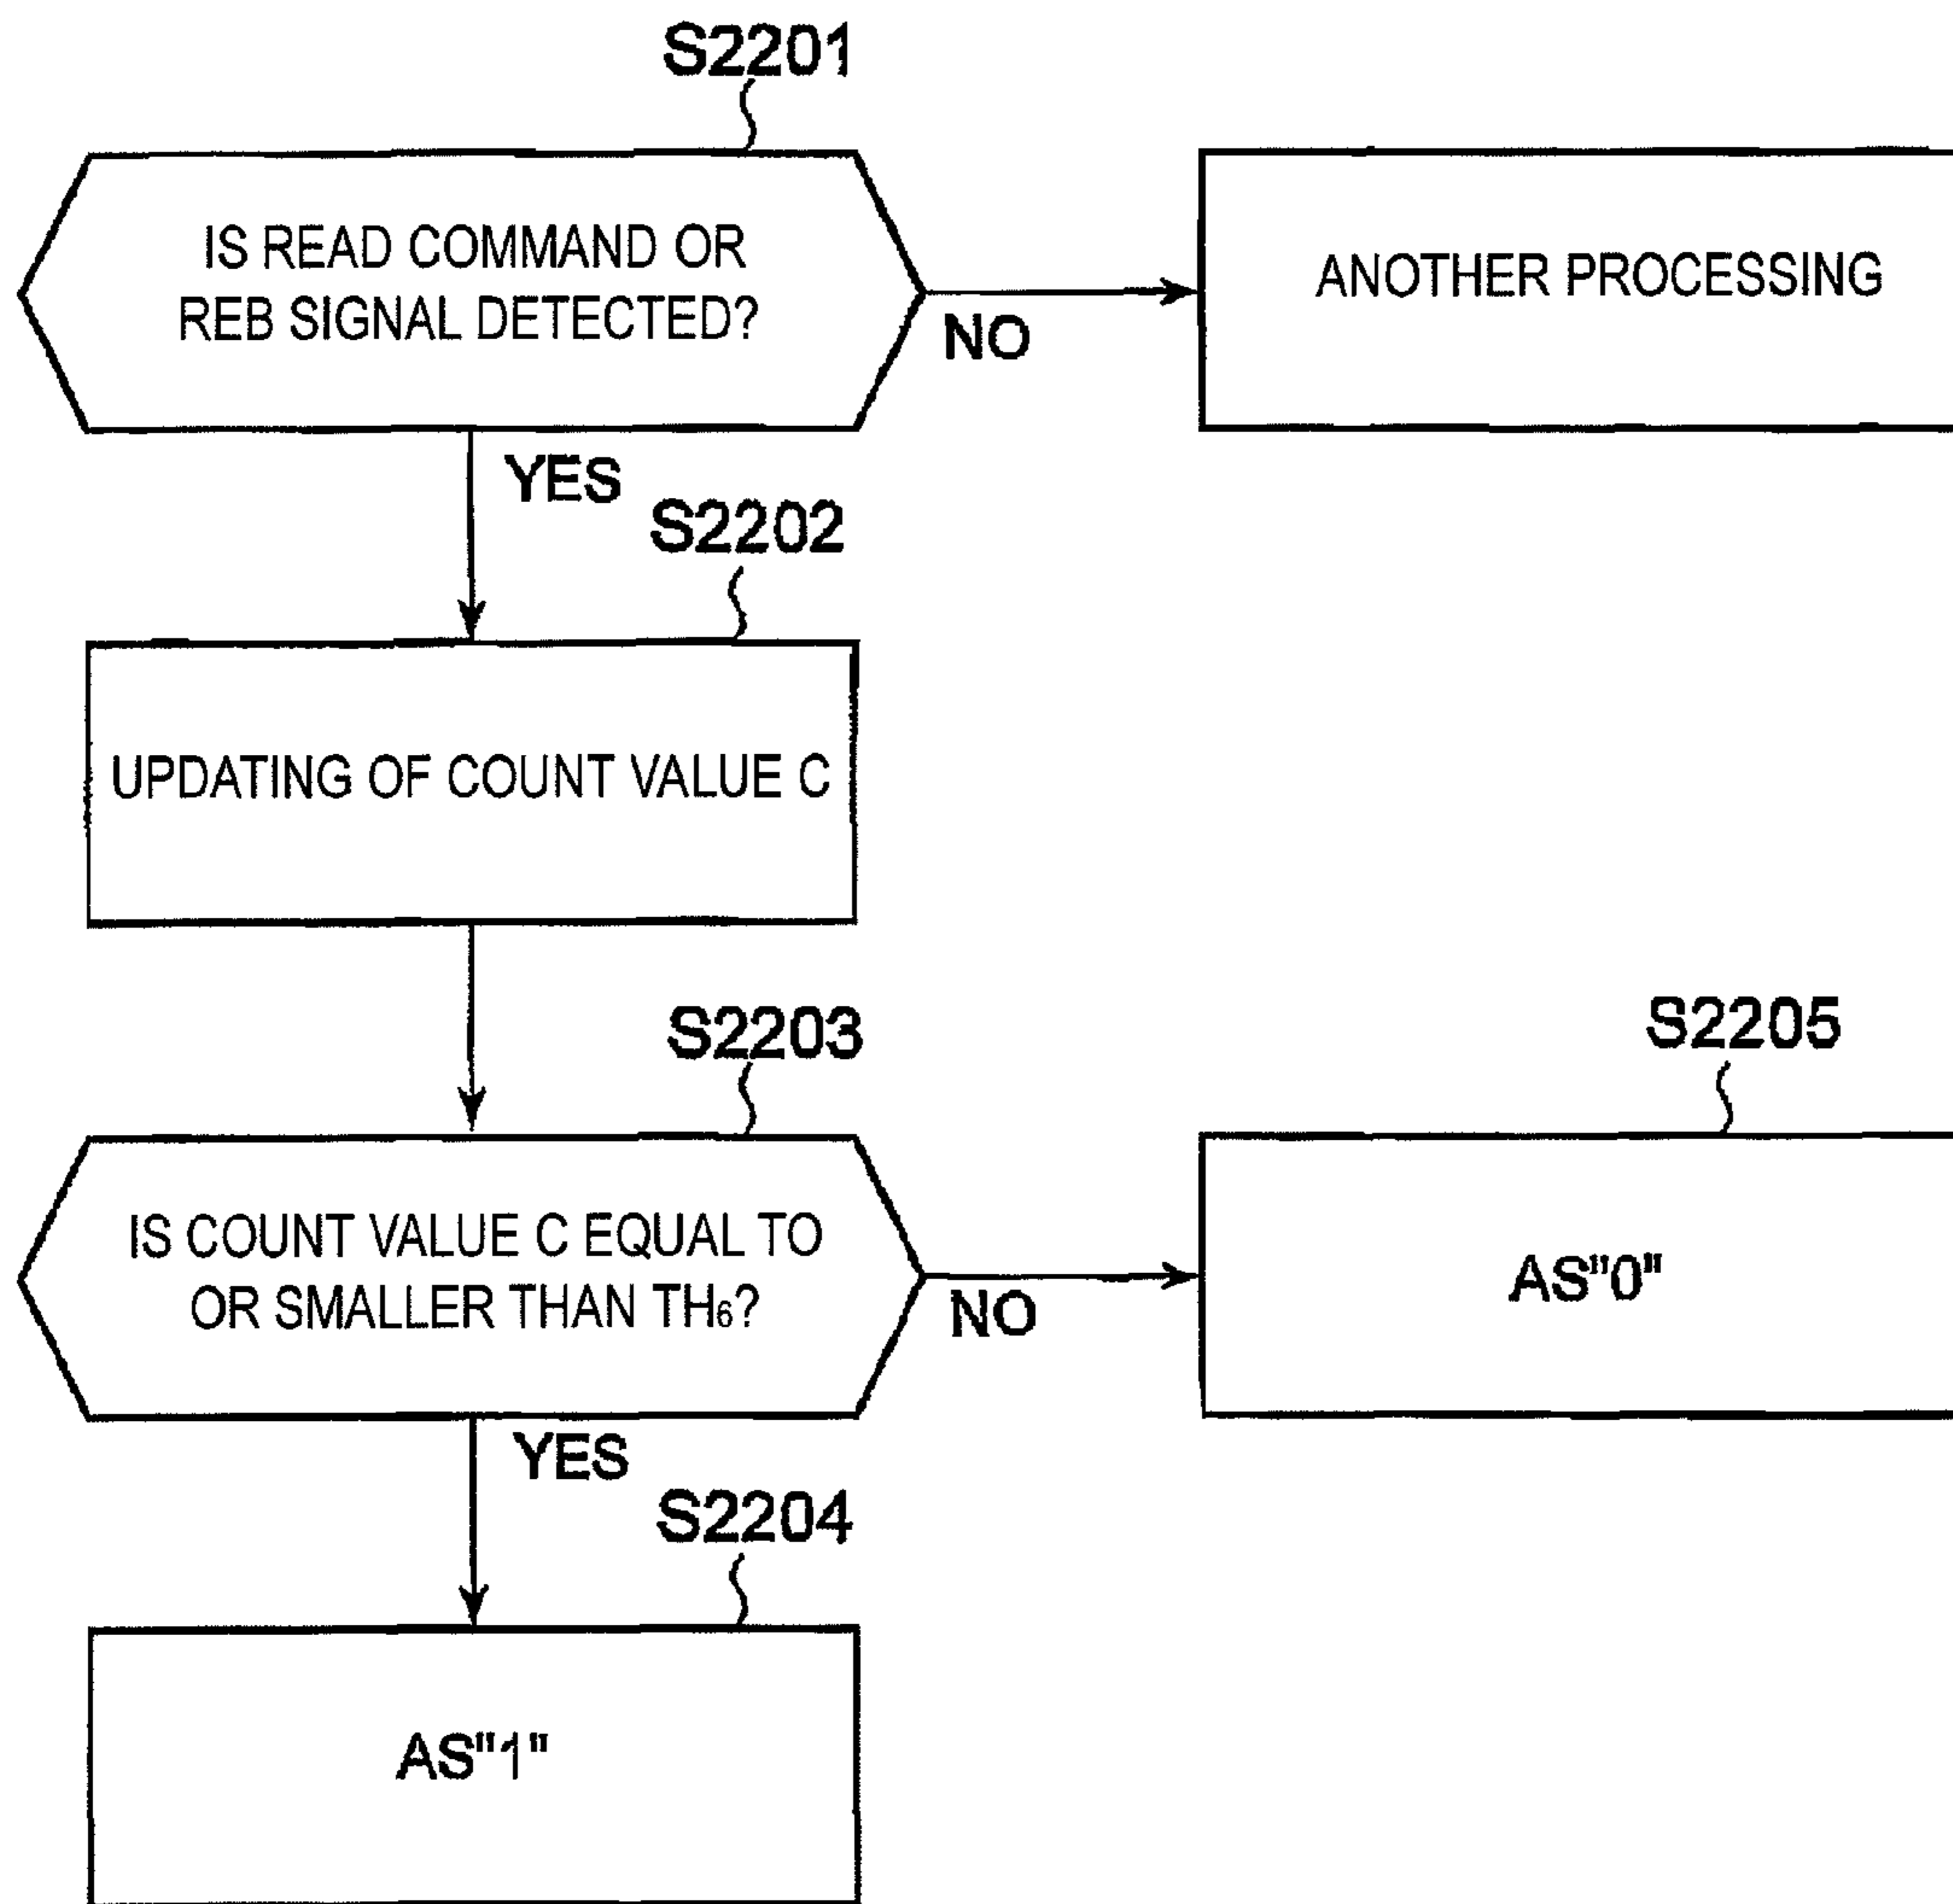 S2201
IS READ COMMAND OR
REB SIGNAL DETECTED?
NO
ANOTHER PROCESSING
YES
S2202
UPDATING OF COUNT VALUE C
S2203
IS COUNT VALUE C EQUAL TO
OR SMALLER THAN TH₆?
NO
S2205
AS"0"
YES
S2204
AS"1"